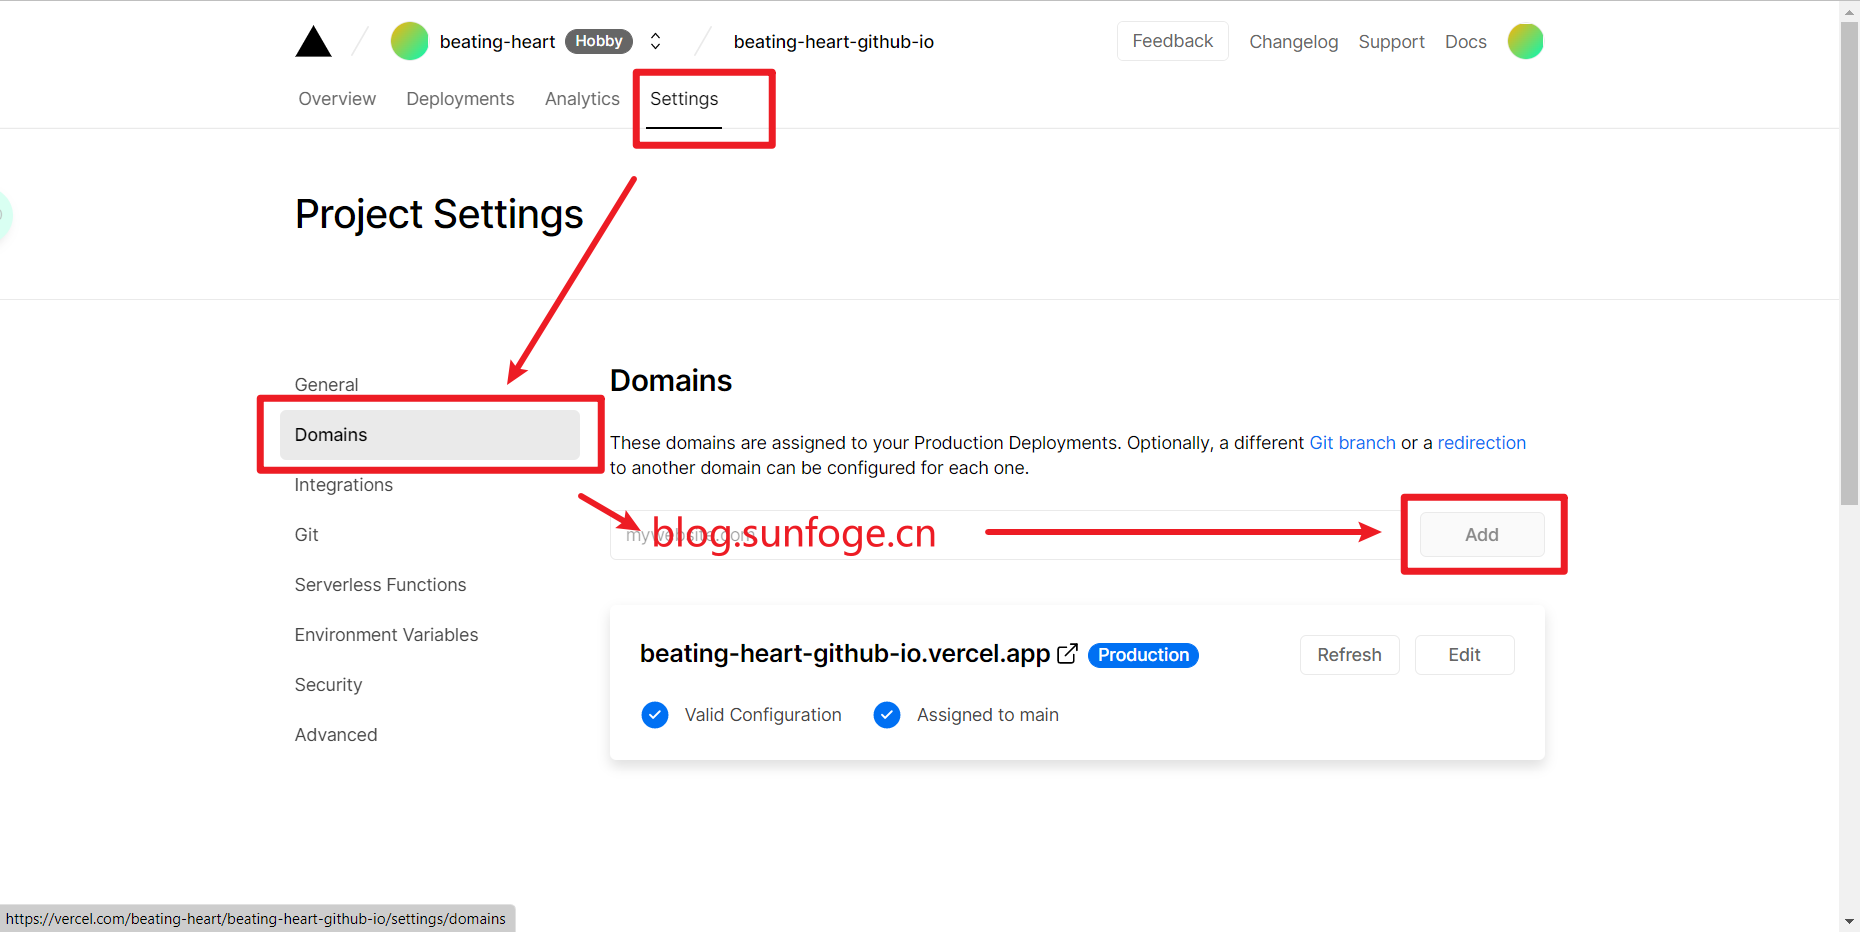 beating-heart Hobby beating-heart-github-io Feedback Changelog Support Docs
Overview Deployments Analytics Settings
Project Settings
General
Domains
Integrations
Git
Serverless Functions
Environment Variables
Security
Advanced
Domains
These domains are assigned to your Production Deployments. Optionally, a different Git branch or a redirection
to another domain can be configured for each one.
mywebsite.com
blog.sunfoge.cn
Add
beating-heart-github-io.vercel.app Production Refresh Edit
Valid Configuration Assigned to main
https://vercel.com/beating-heart/beating-heart-github-io/settings/domains